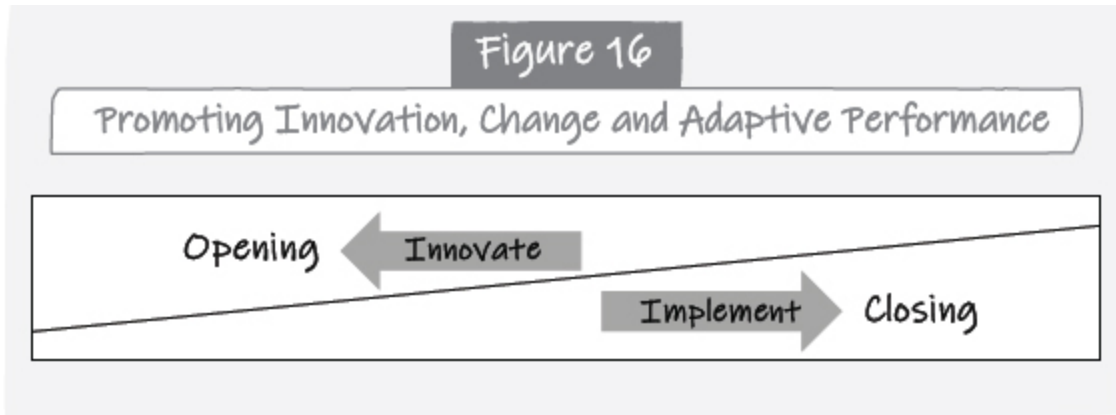 Figure 16
Promoting Innovation, Change and Adaptive Performance
Opening
Innovate
Implement
Closing